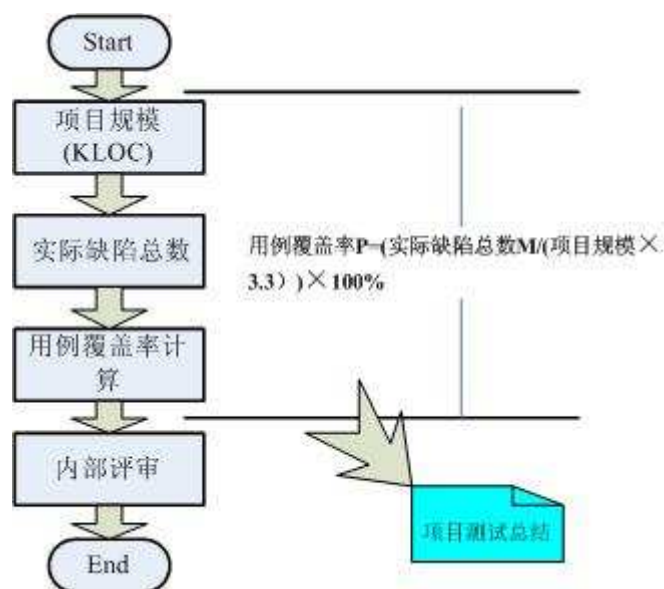 Start
项目规模
(KLOC)
实际缺陷总数
用例覆盖率P=(实际缺陷总数M/(项目规模×
3.3）)×100%
用例覆盖率计
算
内部评审
项目测试总结
End